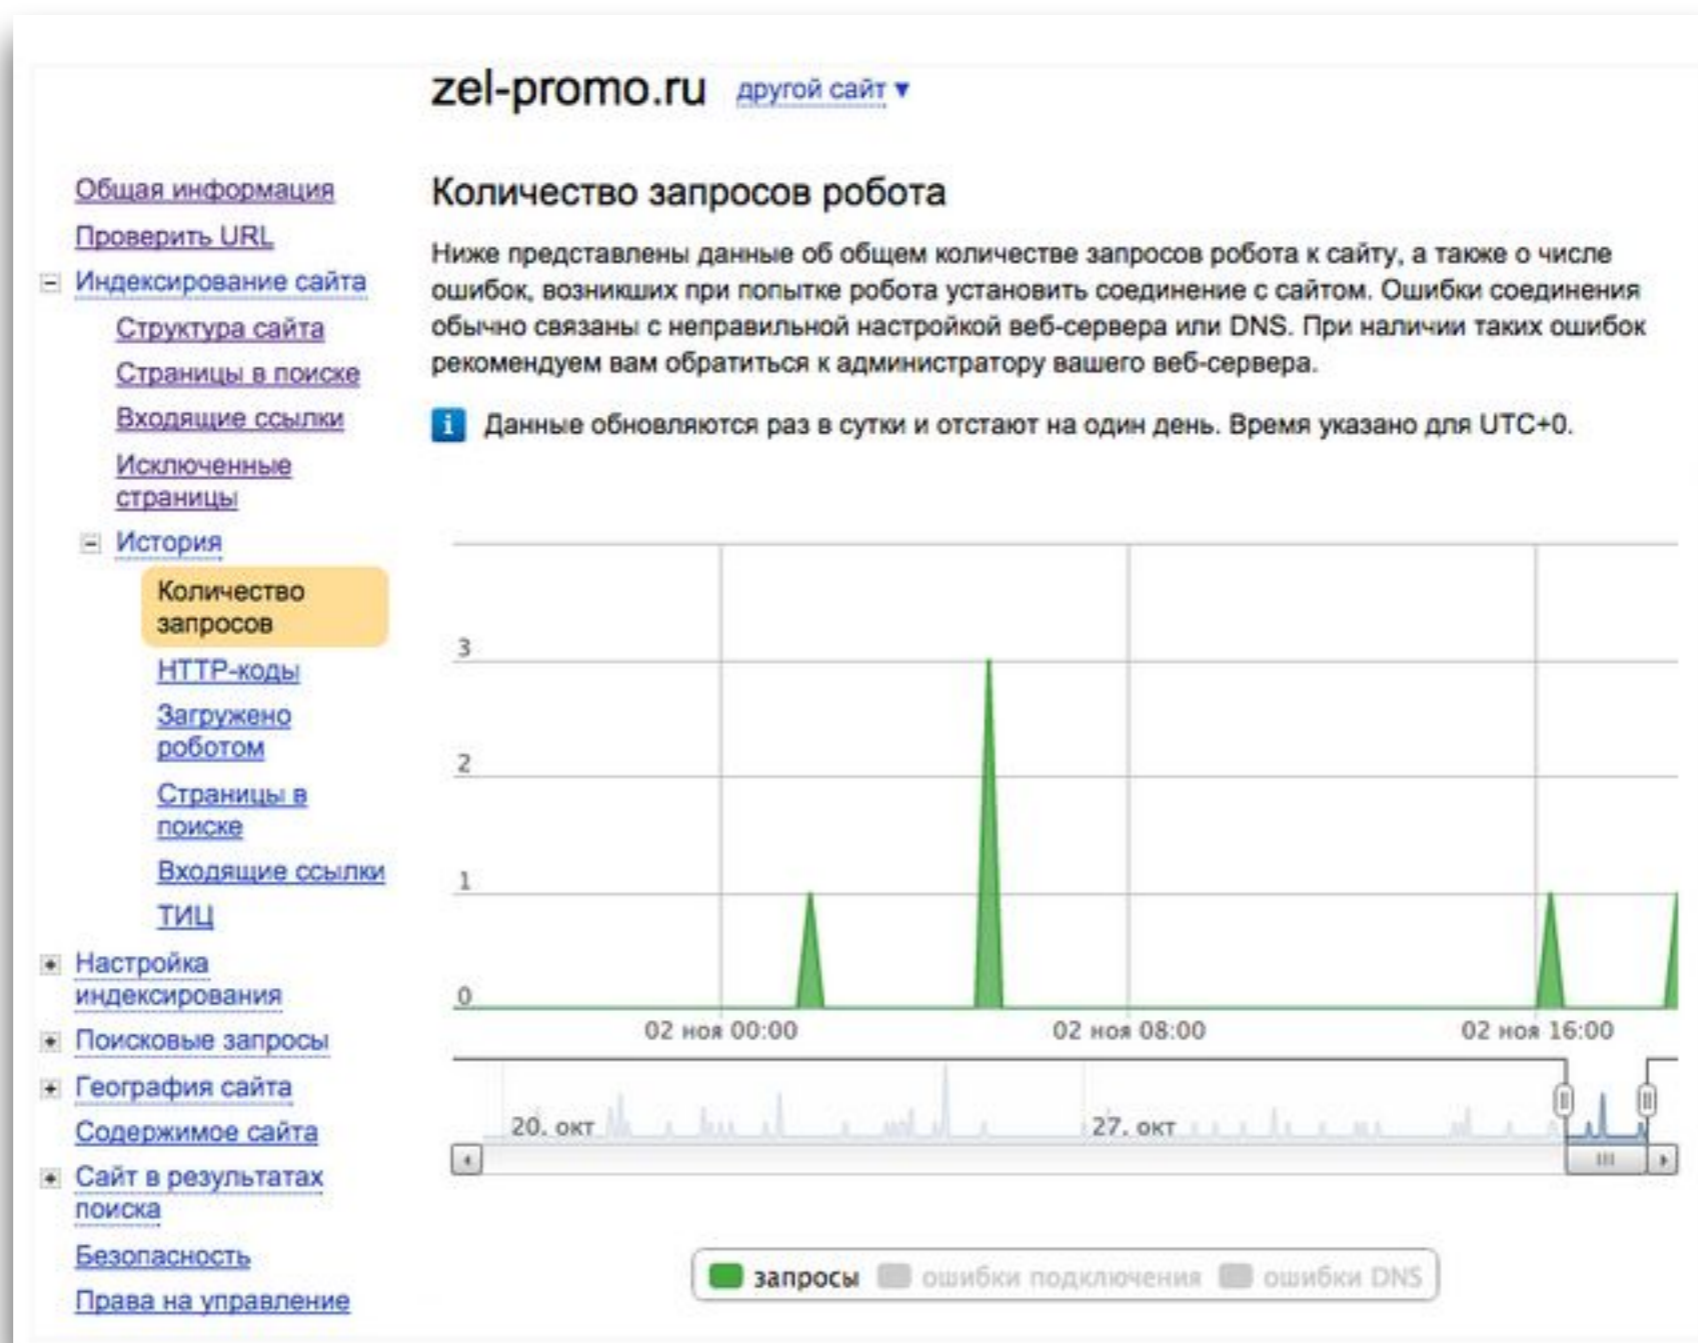 zel-promo.ru другой сайт ▼
Общая информация
Проверить URL
Индексирование сайта
Структура сайта
Страницы в поиске
Входящие ссылки
Исключенные
страницы
История
Количество
запросов
HTTP-коды
Загружено
роботом
Страницы в
поиске
Входящие ссылки
ТИЦ
Настройка
индексирования
Поисковые запросы
География сайта
Содержимое сайта
Сайт в результатах
поиска
Безопасность
Права на управление
Количество запросов робота
Ниже представлены данные об общем количестве запросов робота к сайту, а также о числе
ошибок, возникших при попытке робота установить соединение с сайтом. Ошибки соединения
обычно связаны с неправильной настройкой веб-сервера или DNS. При наличии таких ошибок
рекомендуем вам обратиться к администратору вашего веб-сервера.
i Данные обновляются раз в сутки и отстают на один день. Время указано для UTC+0.
3
2
1
0
02 ноя 00:00 02 ноя 08:00 02 ноя 16:00
20. окт 27. окт
запросы ошибки подключения ошибки DNS